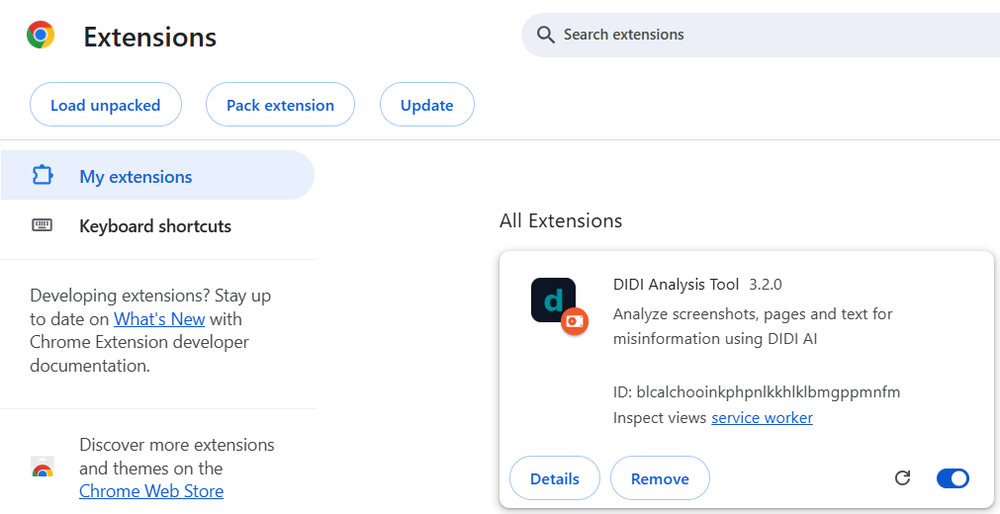 Extensions
Search extensions
Load unpacked
Pack extension
Update
My extensions
Keyboard shortcuts
Developing extensions? Stay up
to date on What's New with
Chrome Extension developer
documentation.
Discover more extensions
and themes on the
Chrome Web Store
All Extensions
d
DIDI Analysis Tool 3.2.0
Analyze screenshots, pages and text for
misinformation using DIDI AI
ID: blcalchooinkphpnlkkhlklbmgppmnfm
Inspect views service worker
Details
Remove